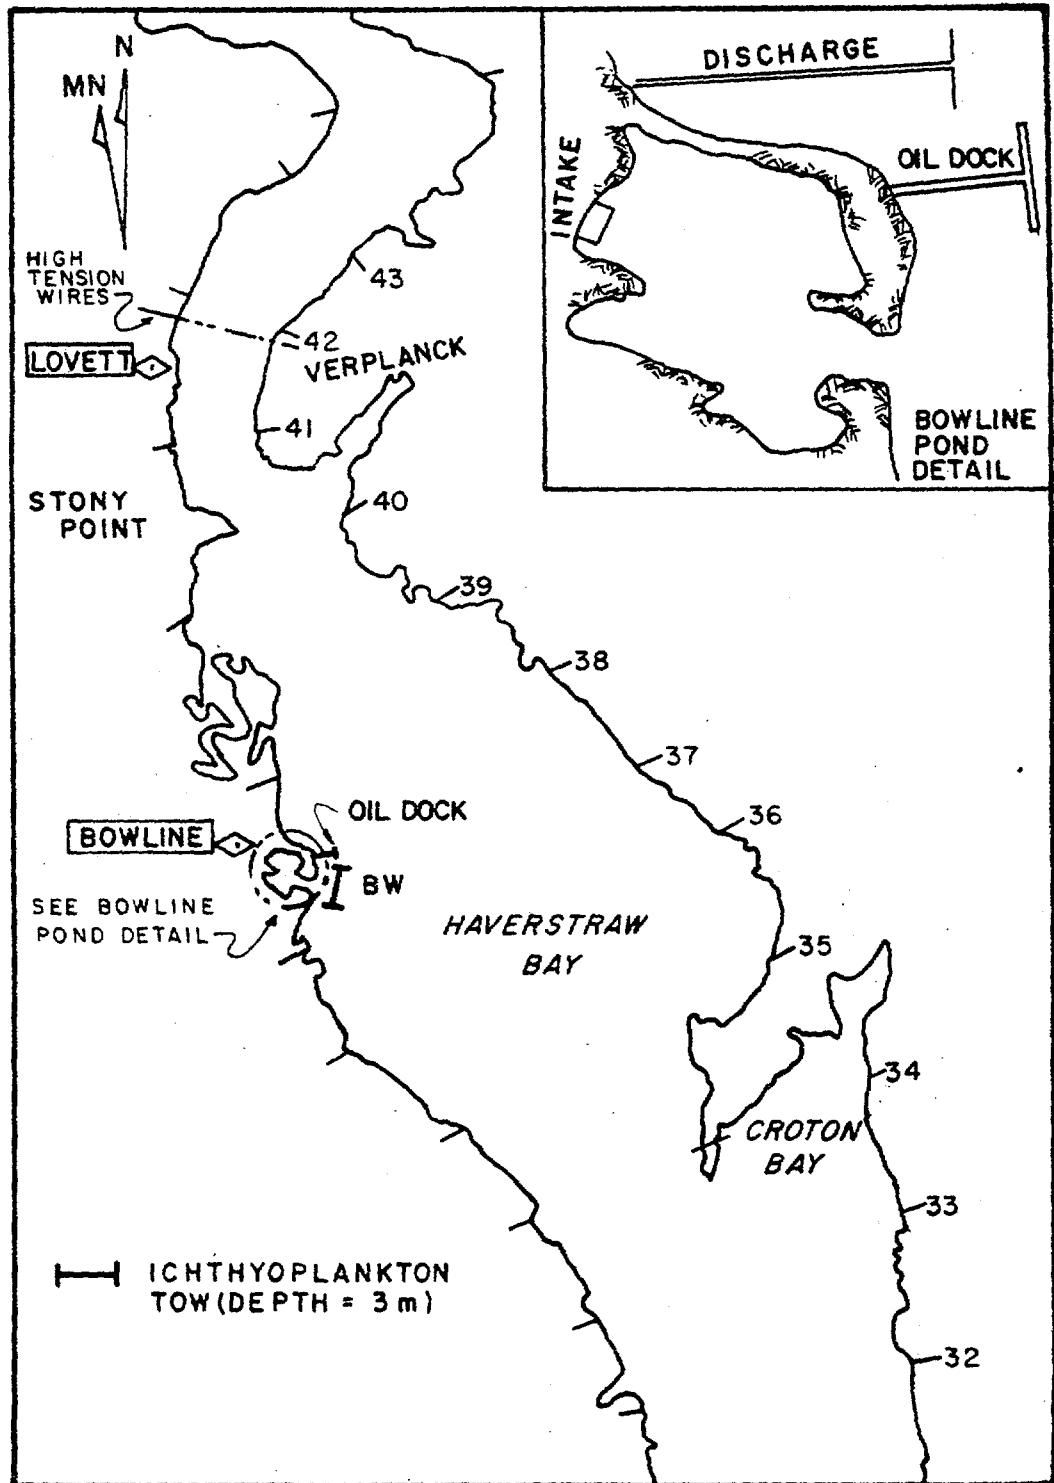 N
MN
DISCHARGE
INTAKE
OIL DOCK
BOWLINE
POND
DETAIL
HIGH
TENSION
WIRES
43
42
VERPLANCK
LOVETT
41
STONY
POINT
40
39
38
37
36
OIL DOCK
BOWLINE
BW
SEE BOWLINE
POND DETAIL
HAVERSTRAW
BAY
35
34
CROTON
BAY
33
ICHTHYOPLANKTON
TOW (DEPTH = 3 m)
32